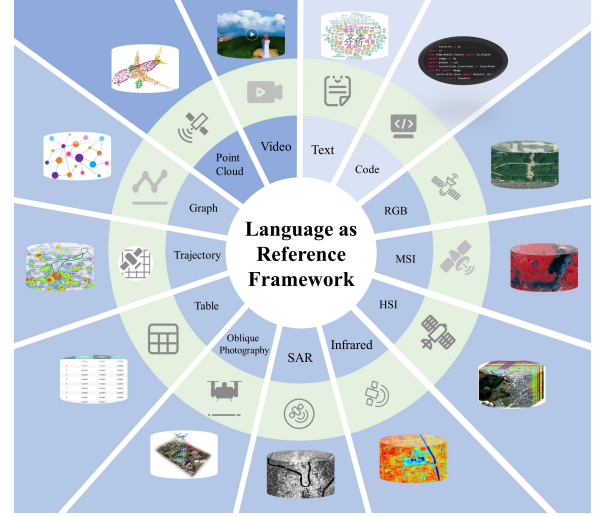 Video
Text
Code
RGB
MSI
HSI
Infrared
SAR
Oblique
Photography
Table
Trajectory
Graph
Point
Cloud
Language as
Reference
Framework